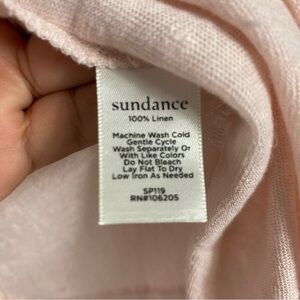 sundance
100% Linen
Machine Wash Cold
Gentle Cycle
Wash Separately Or
With Like Colors
Do Not Bleach
Lay Flat To Dry
Low Iron As Needed
SP119
RN#106205